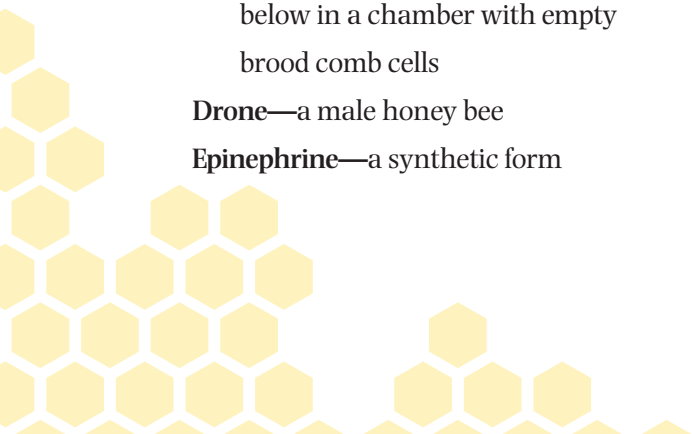 below in a chamber with empty
brood comb cells
Drone—a male honey bee
Epinephrine—a synthetic form